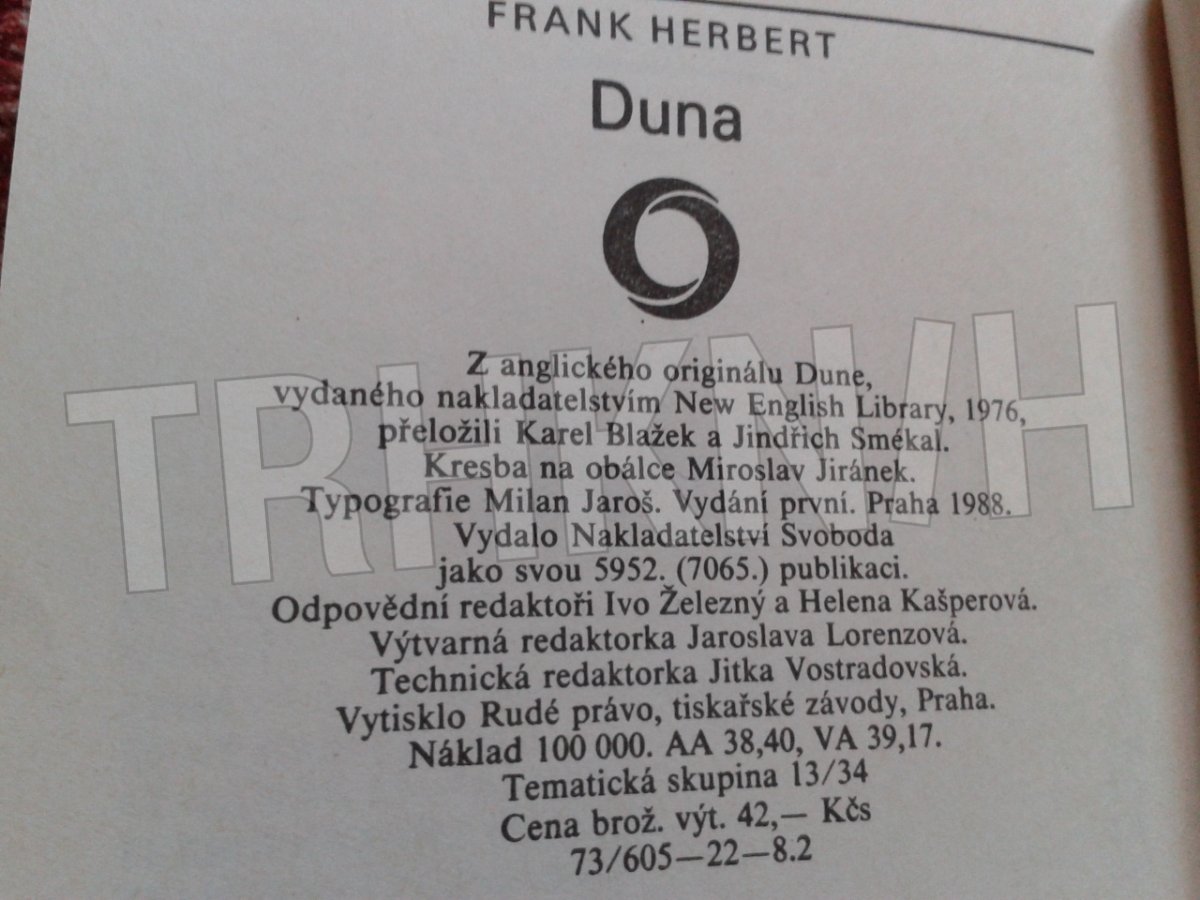 FRANK HERBERT
Duna
Z anglického originálu Dune,
vydaného nakladatelstvím New English Library, 1976,
přeložili Karel Blažek a Jindřich Smékal.
Kresba na obálce Miroslav Jiránek.
Typografie Milan Jaroš. Vydání první. Praha 1988.
Vydalo Nakladatelství Svoboda
jako svou 5952. (7065.) publikaci.
Odpovědní redaktoři Ivo Železný a Helena Kašperová.
Výtvarná redaktorka Jaroslava Lorenzová.
Technická redaktorka Jitka Vostradovská.
Vytisklo Rudé právo, tiskařské závody, Praha.
Náklad 100 000. AA 38,40, VA 39,17.
Tematická skupina 13/34
Cena brož. výt. 42,— Kčs
73/605—22—8.2